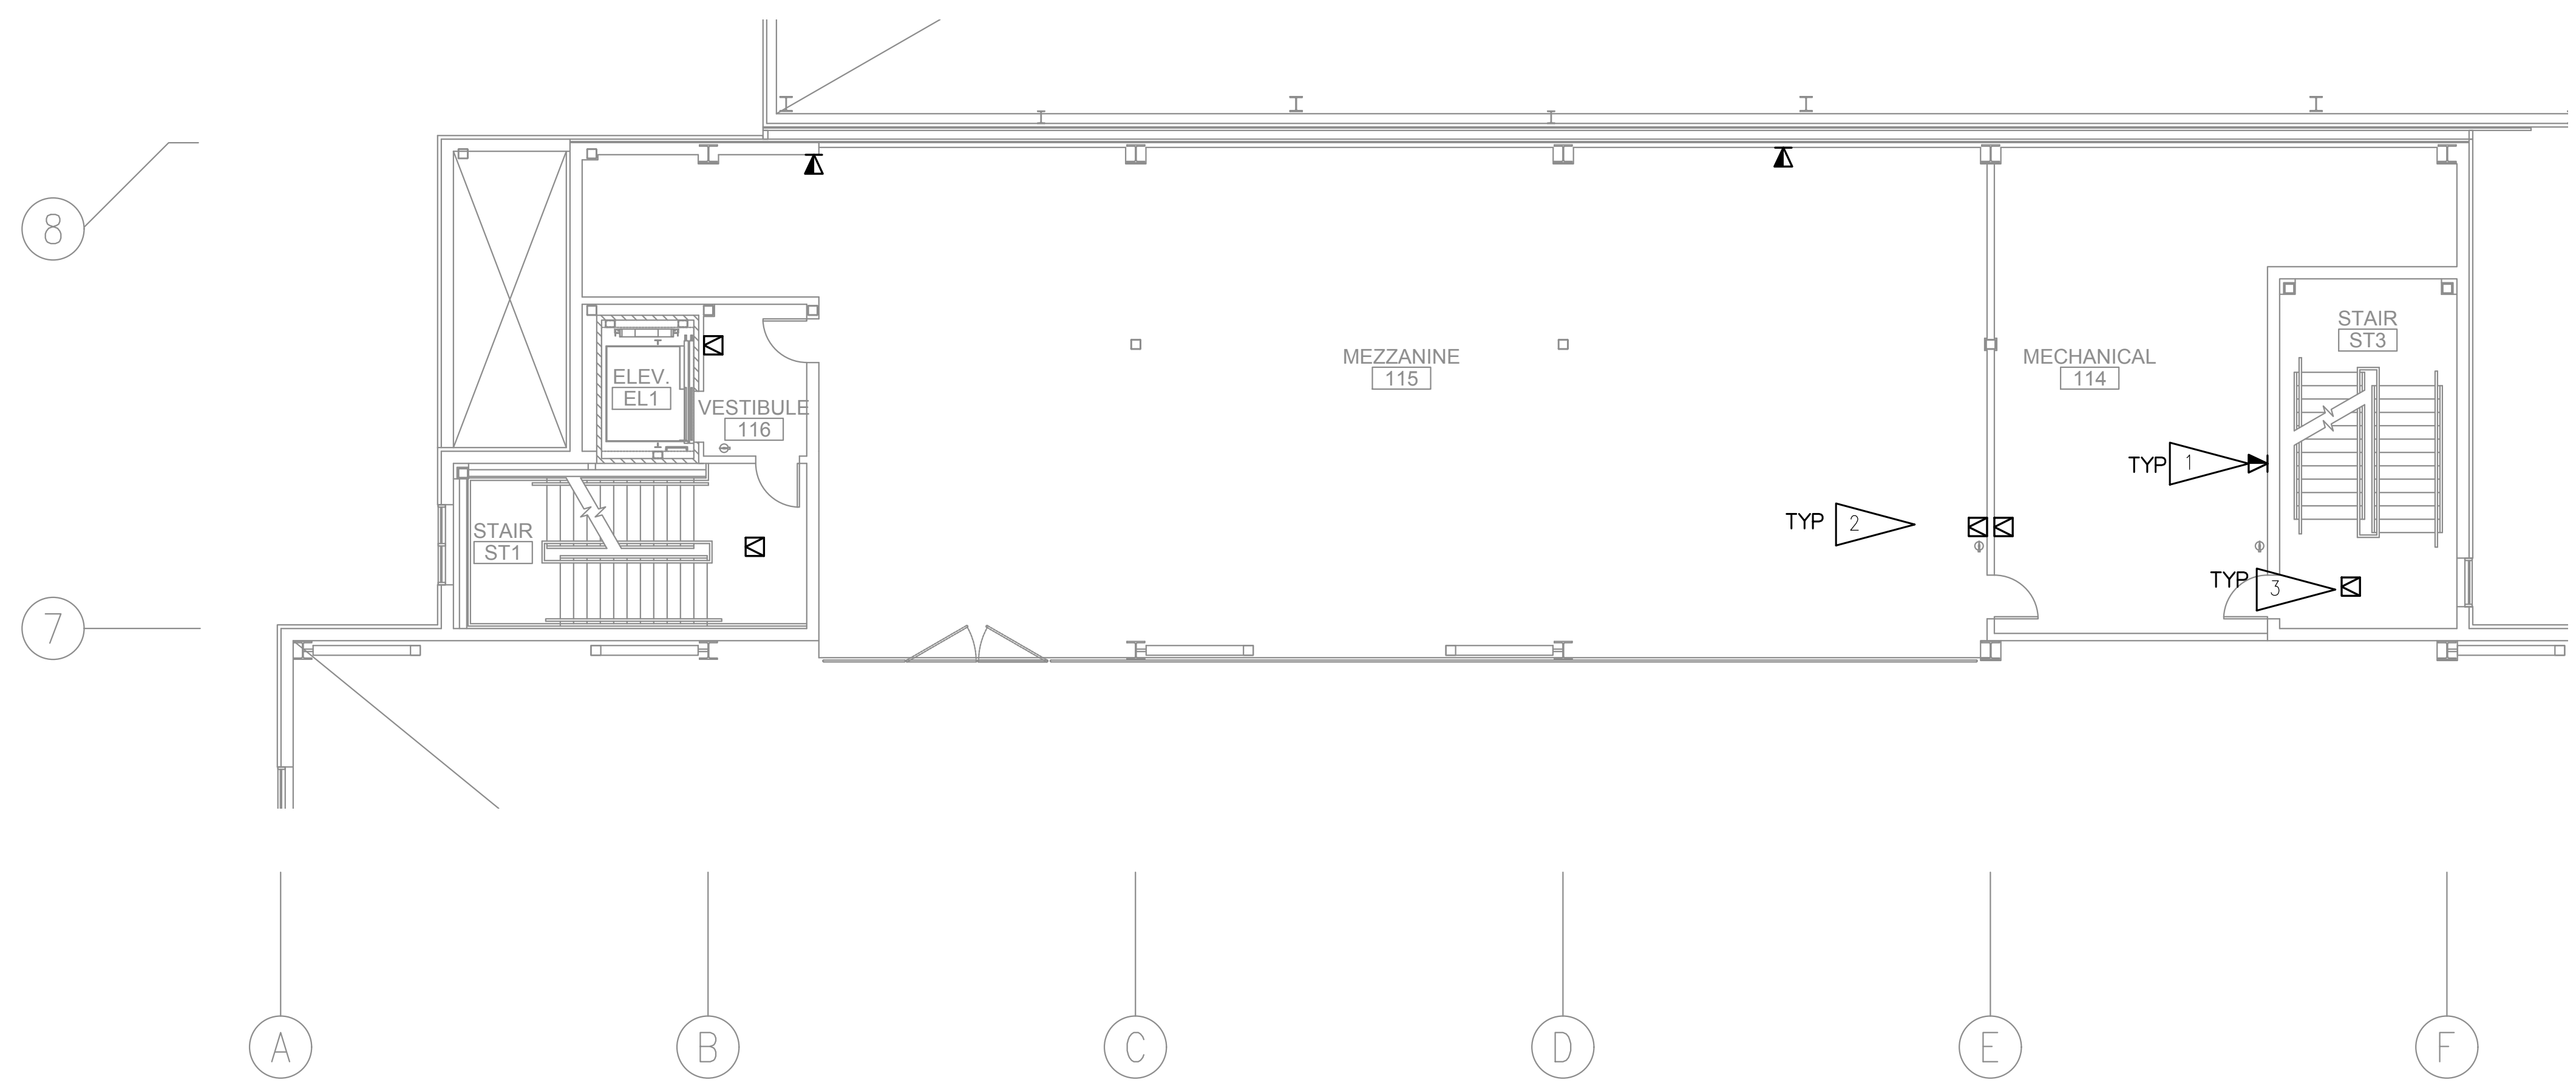 8
STAIR
ST3
MEZZANINE
115
MECHANICAL
114
ELEV.
EL1
VESTIBULE
116
TYP 1
TYP 2
STAIR
ST1
TYP 3
7
A
B
C
D
E
F